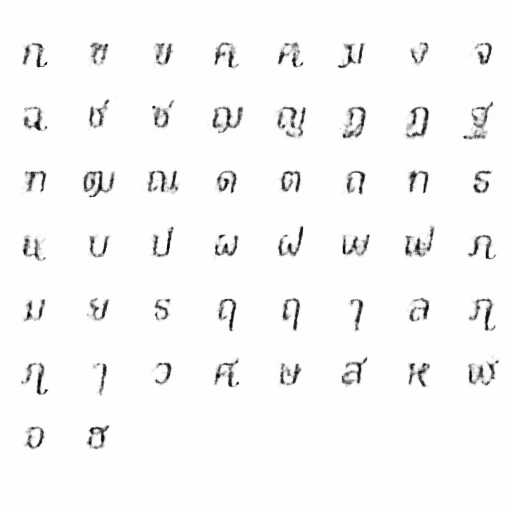 ก ข ฃ ค ฅ ฆ ง จ
ฉ ช ซ ฌ ญ ฎ ฏ ฐ
ฑ ฒ ณ ด ต ถ ท ธ
น บ ป ผ ฝ พ ฟ ภ
ม ย ร ฤ ฤ ๅ ล ฦ
ฦ ๅ ว ศ ษ ส ห ฬ
อ ฮ